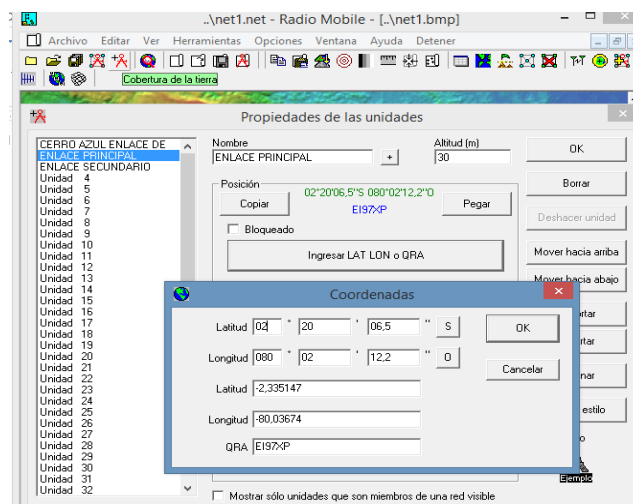 ..\net1.net - Radio Mobile - [..\net1.bmp]
Archivo Editar Ver Herramientas Opciones Ventana Ayuda Detener
Cobertura de la tierra
Propiedades de las unidades
CERRO AZUL ENLACE DE
ENLACE PRINCIPAL
ENLACE SECUNDARIO
Unidad 4
Unidad 5
Unidad 6
Unidad 7
Unidad 8
Unidad 9
Unidad 10
Unidad 11
Unidad 12
Unidad 13
Unidad 14
Unidad 15
Unidad 16
Unidad 17
Unidad 18
Unidad 19
Unidad 20
Unidad 21
Unidad 22
Unidad 23
Unidad 24
Unidad 25
Unidad 26
Unidad 27
Unidad 28
Unidad 29
Unidad 30
Unidad 31
Unidad 32
Nombre
ENLACE PRINCIPAL
+
Altitud (m)
30
Posición
Copiar
02°20'06,5"S 080°02'12,2"O
EI97XP
Pegar
Bloqueado
Ingresar LAT LON o QRA
OK
Borrar
Deshacer unidad
Mover hacia arriba
Mover hacia abajo
estilo
Ejemplo
Coordenadas
Latitud 02 ° 20 ' 06,5 " S
Longitud 080 ° 02 ' 12,2 " O
Latitud -2,335147
Longitud -80,03674
QRA EI97XP
OK
Cancelar
Mostrar sólo unidades que son miembros de una red visible